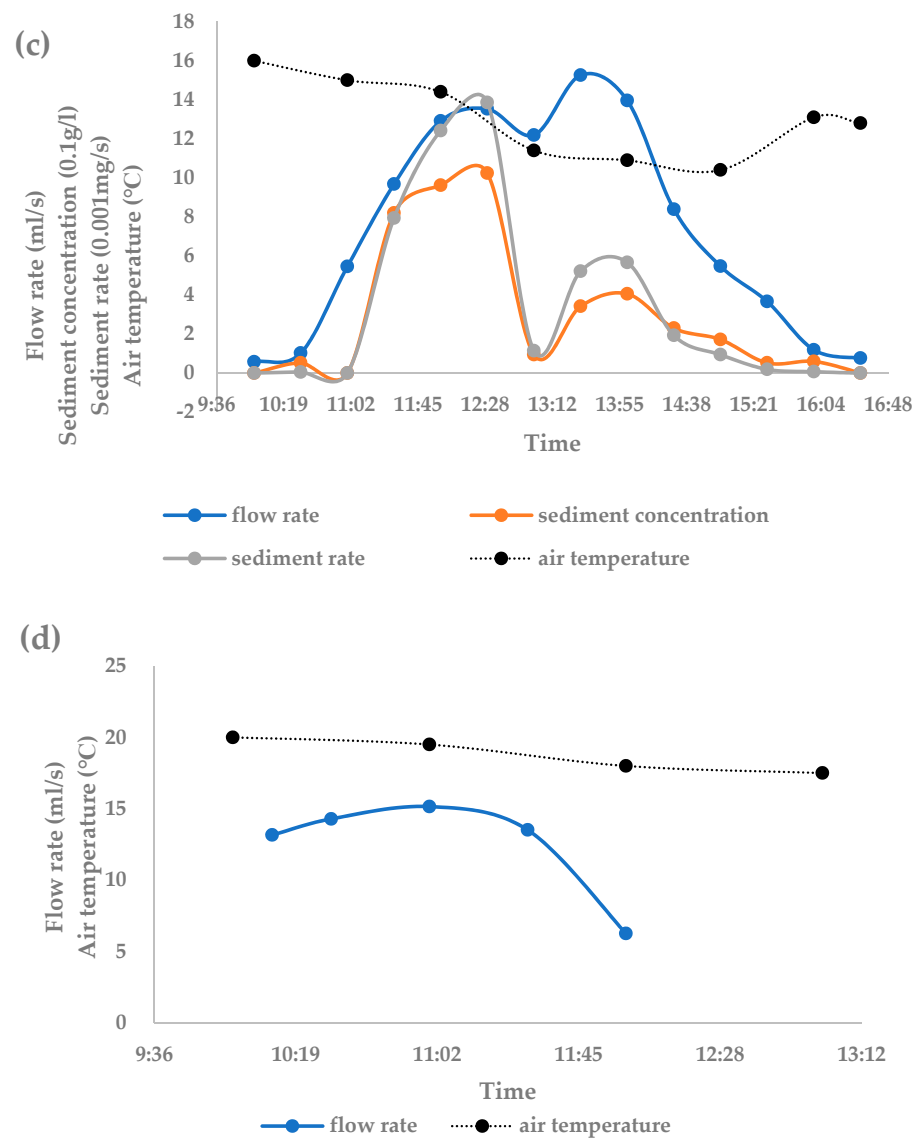 (c)
Flow rate (ml/s)
Sediment concentration (0.1g/l)
Sediment rate (0.001mg/s)
Air temperature (°C)
18
16
14
12
10
8
6
4
2
0
-2
9:36 10:19 11:02 11:45 12:28 13:12 13:55 14:38 15:21 16:04 16:48
Time
flow rate
sediment concentration
sediment rate
air temperature
(d)
Flow rate (ml/s)
Air temperature (°C)
25
20
15
10
5
0
9:36 10:19 11:02 11:45 12:28 13:12
Time
flow rate
air temperature